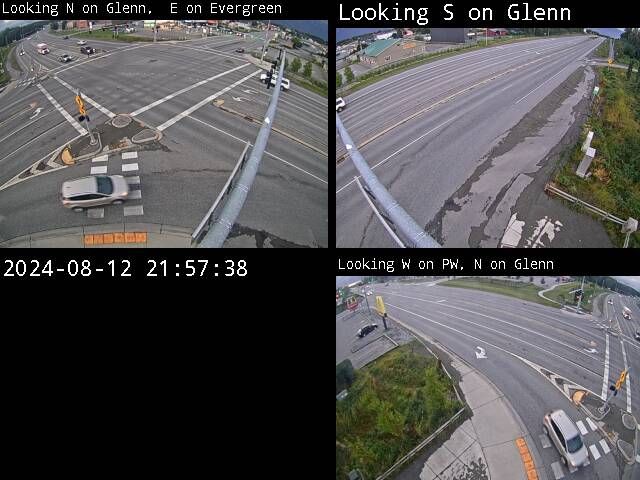 Looking N on Glenn, E on Evergreen
Looking S on Glenn
2024-08-12 21:57:38
Looking W on PW, N on Glenn